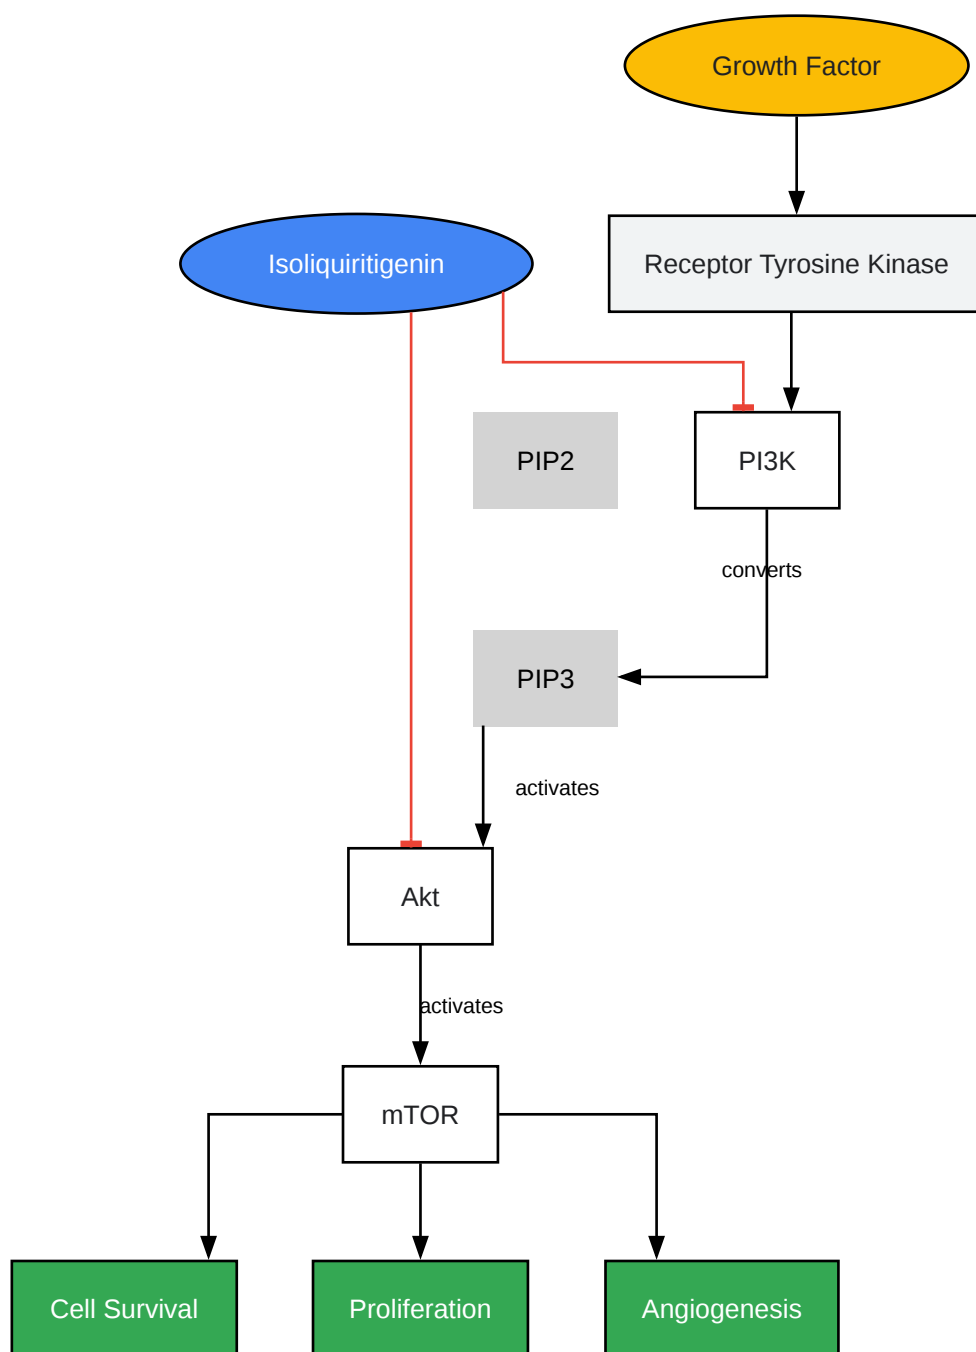 Growth Factor
Isoliquiritigenin
Receptor Tyrosine Kinase
PIP2
PI3K
converts
PIP3
activates
Akt
activates
mTOR
Cell Survival
Proliferation
Angiogenesis